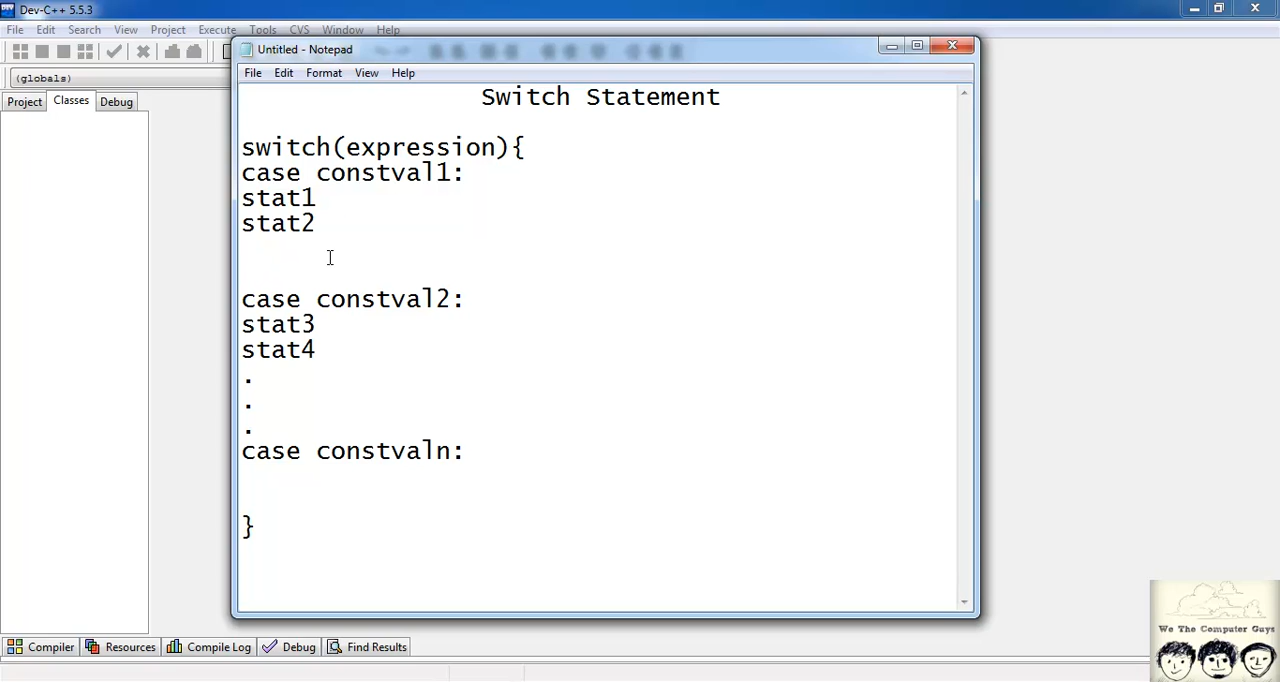 Dev-C++ 5.5.3
File Edit Search View Project Execute Tools CVS Window Help
(globals)
Project Classes Debug
Untitled - Notepad
File Edit Format View Help
Switch Statement
switch(expression){
case constval1:
stat1
stat2
case constval2:
stat3
stat4
.
.
.
case constvaln:
}
Compiler Resources Compile Log Debug Find Results
We The Computer Guys